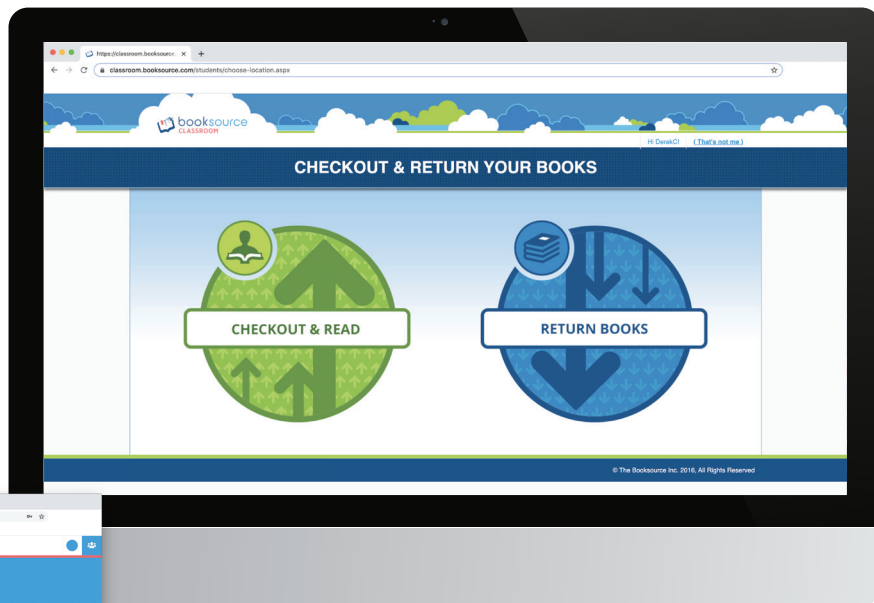 https://classroom.booksource. × +
classroom.booksource.com/students/choose-location.aspx
booksource
CLASSROOM
Hi DerekC! (That's not me)
CHECKOUT & RETURN YOUR BOOKS
CHECKOUT & READ
RETURN BOOKS
© The Booksource Inc. 2016, All Rights Reserved